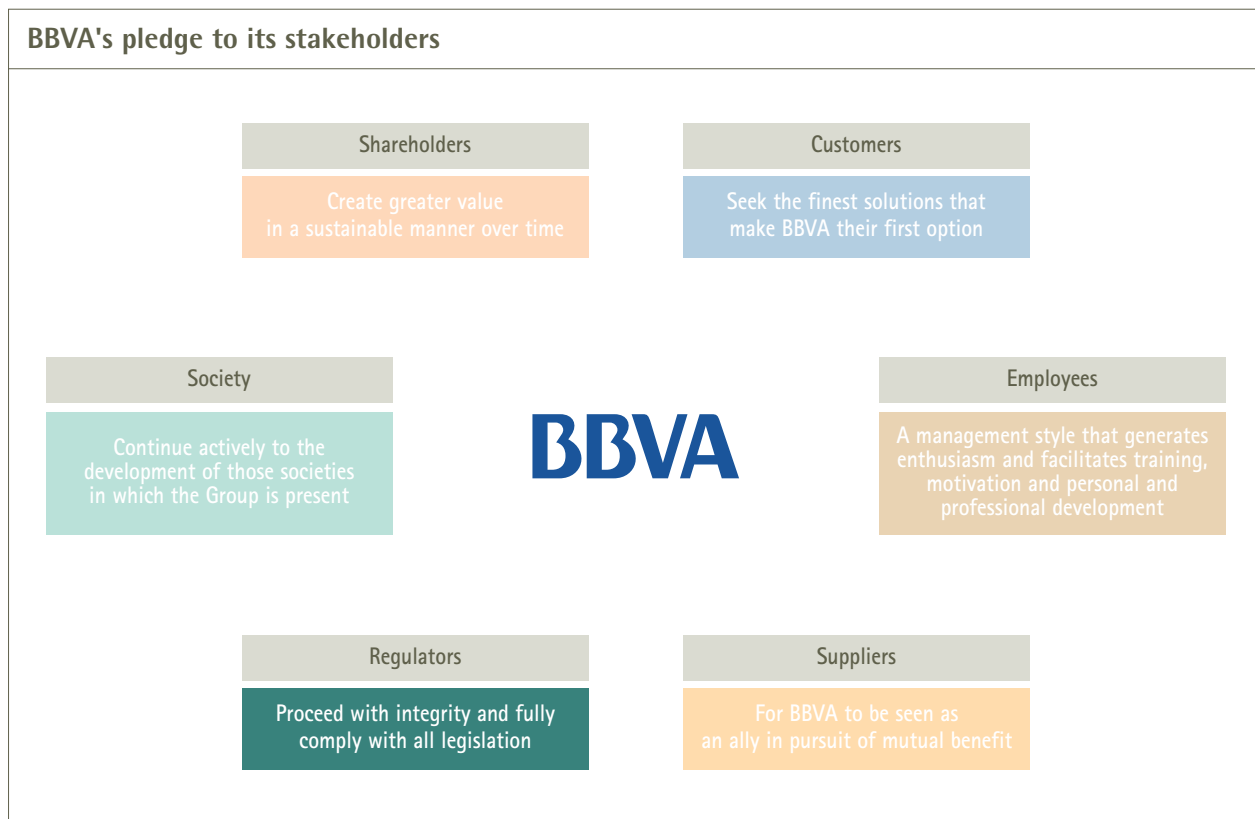 BBVA's pledge to its stakeholders
Shareholders
Create greater value
in a sustainable manner over time
Customers
Seek the finest solutions that
make BBVA their first option
Society
Continue actively to the
development of those societies
in which the Group is present
BBVA
Employees
A management style that generates
enthusiasm and facilitates training,
motivation and personal and
professional development
Regulators
Proceed with integrity and fully
comply with all legislation
Suppliers
For BBVA to be seen as
an ally in pursuit of mutual benefit